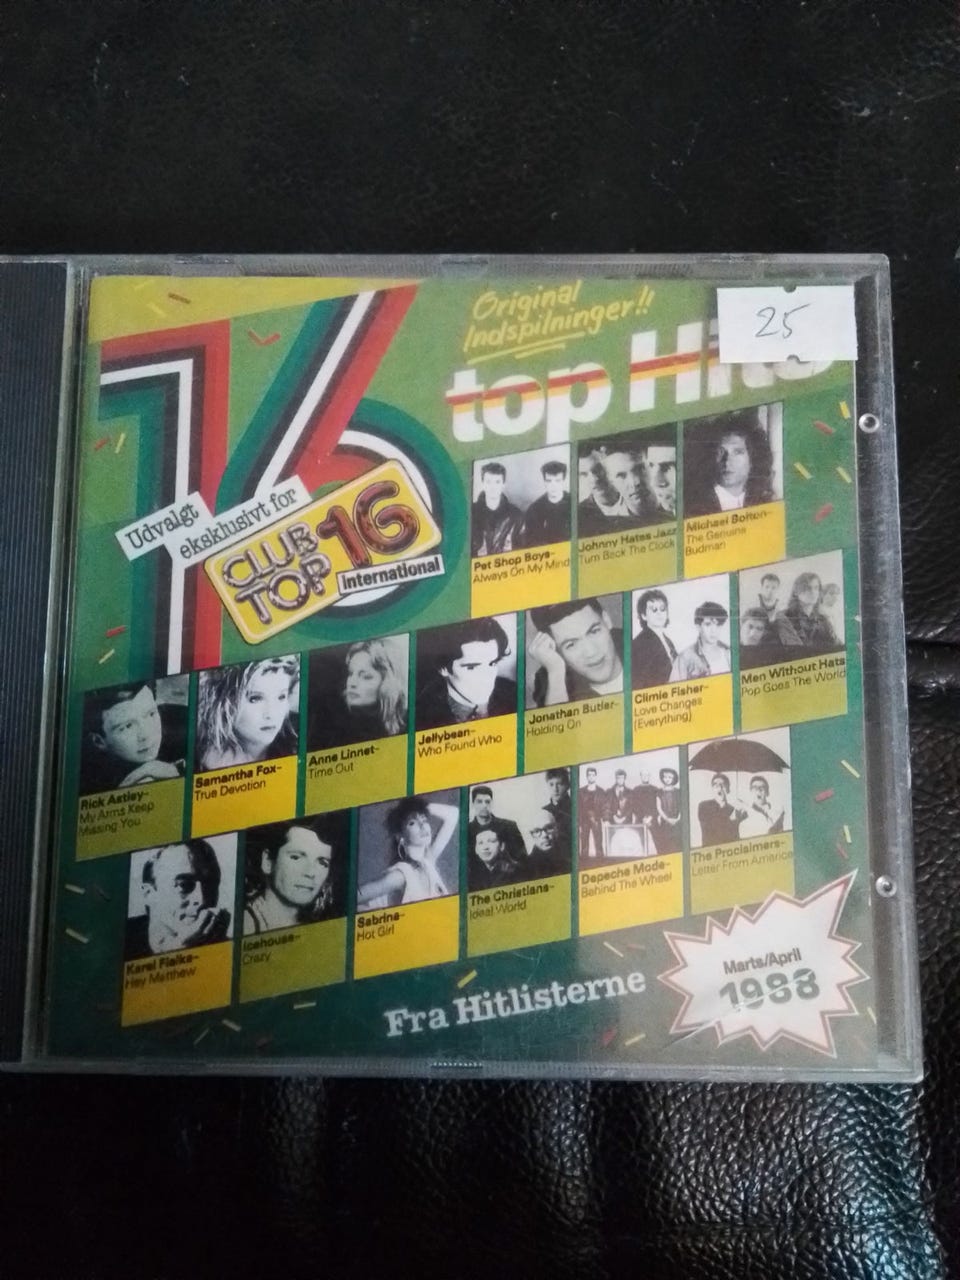 16
Original
Indspilninger!!
top Hits
25
Udvalgt
eksklusivt for
CLUB
TOP 16
International
Pet Shop Boys-
Always On My Mind
Johnny Hates Jazz
Turn Back The Clock
Michael Bolton-
The Genuine
Budman
Rick Astley-
My Arms Keep
Missing You
Samantha Fox-
True Devotion
Anne Linnet-
Time Out
Jellybean-
Who Found Who
Jonathan Butler-
Holding On
Climie Fisher-
Love Changes
(Everything)
Men Without Hats
Pop Goes The World
Karel Fialka-
Hey Matthew
Icehouse-
Crazy
Sabrina-
Hot Girl
The Christians-
Ideal World
Depeche Mode-
Behind The Wheel
The Proclaimers-
Letter From America
Fra Hitlisterne
Marts/April
1988